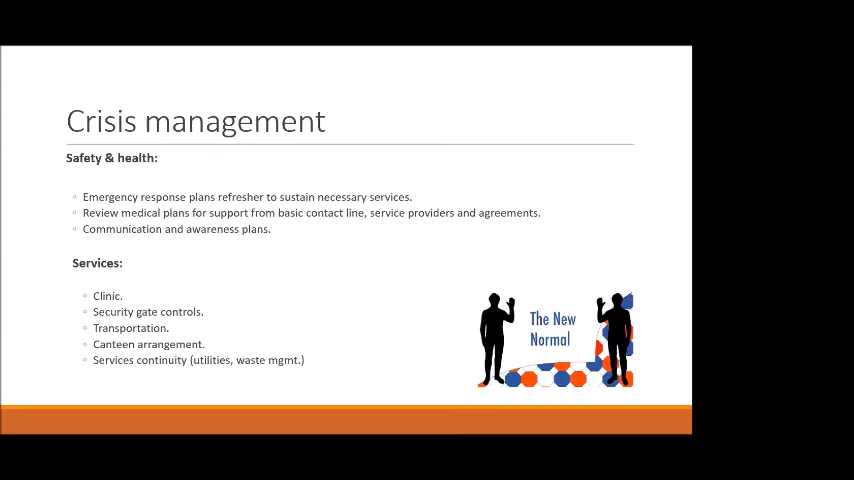 Crisis management
Safety & health:
Emergency response plans refresher to sustain necessary services.
Review medical plans for support from basic contact line, service providers and agreements.
Communication and awareness plans.
Services:
Clinic.
Security gate controls.
Transportation.
Canteen arrangement.
Services continuity (utilities, waste mgmt.)
The New
Normal